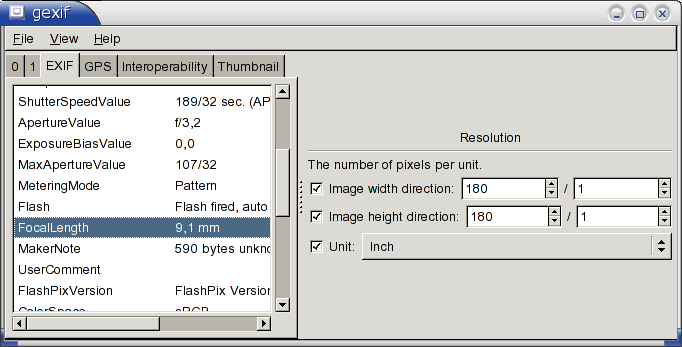 gexif
File View Help
0 1 EXIF GPS Interoperability Thumbnail
ShutterSpeedValue 189/32 sec. (AP
ApertureValue f/3,2
ExposureBiasValue 0,0
MaxApertureValue 107/32
MeteringMode Pattern
Flash Flash fired, auto
FocalLength 9,1 mm
MakerNote 590 bytes unkno
UserComment
FlashPixVersion FlashPix Version
Resolution
The number of pixels per unit.
Image width direction: 180 / 1
Image height direction: 180 / 1
Unit: Inch